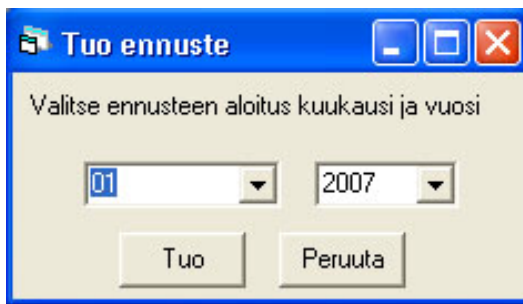 Tuo ennuste
Valitse ennusteen aloitus kuukausi ja vuosi
01 2007
Tuo Peruuta